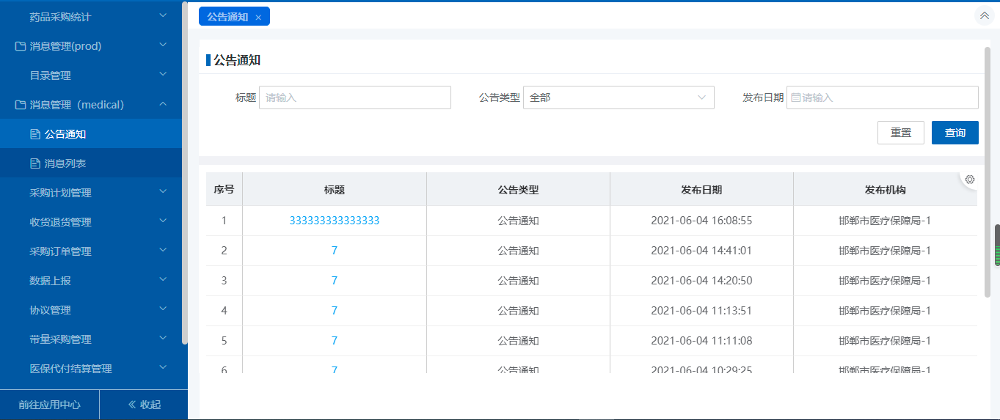 药品采购统计
消息管理(prod)
目录管理
消息管理（medical）
公告通知
消息列表
采购计划管理
收货退货管理
采购订单管理
数据上报
协议管理
带量采购管理
医保代付结算管理
前往应用中心 收起
公告通知 ×
公告通知
标题 请输入 公告类型 全部 发布日期 请输入
重置 查询
序号 标题 公告类型 发布日期 发布机构
1 333333333333333 公告通知 2021-06-04 16:08:55 邯郸市医疗保障局-1
2 7 公告通知 2021-06-04 14:41:01 邯郸市医疗保障局-1
3 7 公告通知 2021-06-04 14:20:50 邯郸市医疗保障局-1
4 7 公告通知 2021-06-04 11:13:51 邯郸市医疗保障局-1
5 7 公告通知 2021-06-04 11:11:08 邯郸市医疗保障局-1
6 7 公告通知 2021-06-04 10:29:25 邯郸市医疗保障局-1